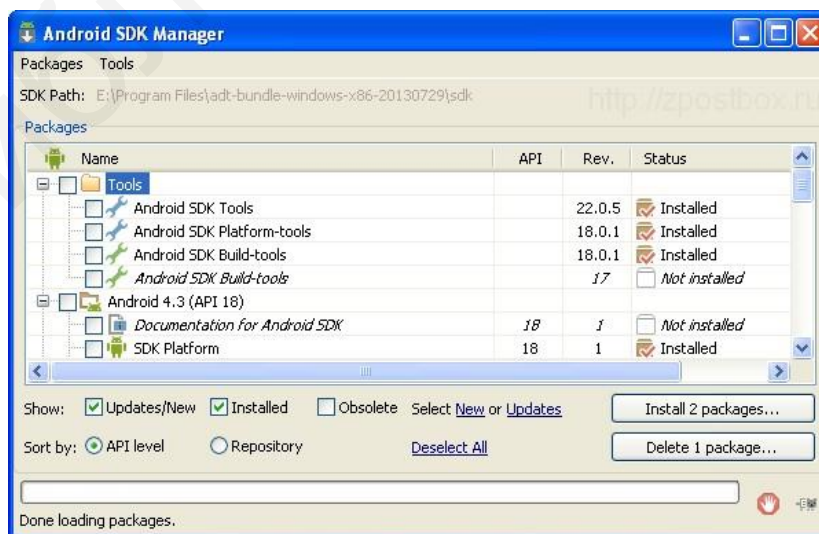 Android SDK Manager
Packages Tools
SDK Path: E:\Program Files\adt-bundle-windows-x86-20130729\sdk
http://zpostbox.ru
Packages
Name API Rev. Status
Tools
Android SDK Tools 22.0.5 Installed
Android SDK Platform-tools 18.0.1 Installed
Android SDK Build-tools 18.0.1 Installed
Android SDK Build-tools 17 Not installed
Android 4.3 (API 18)
Documentation for Android SDK 18 1 Not installed
SDK Platform 18 1 Installed
Show: Updates/New Installed Obsolete Select New or Updates Install 2 packages...
Sort by: API level Repository Deselect All Delete 1 package...
Done loading packages.